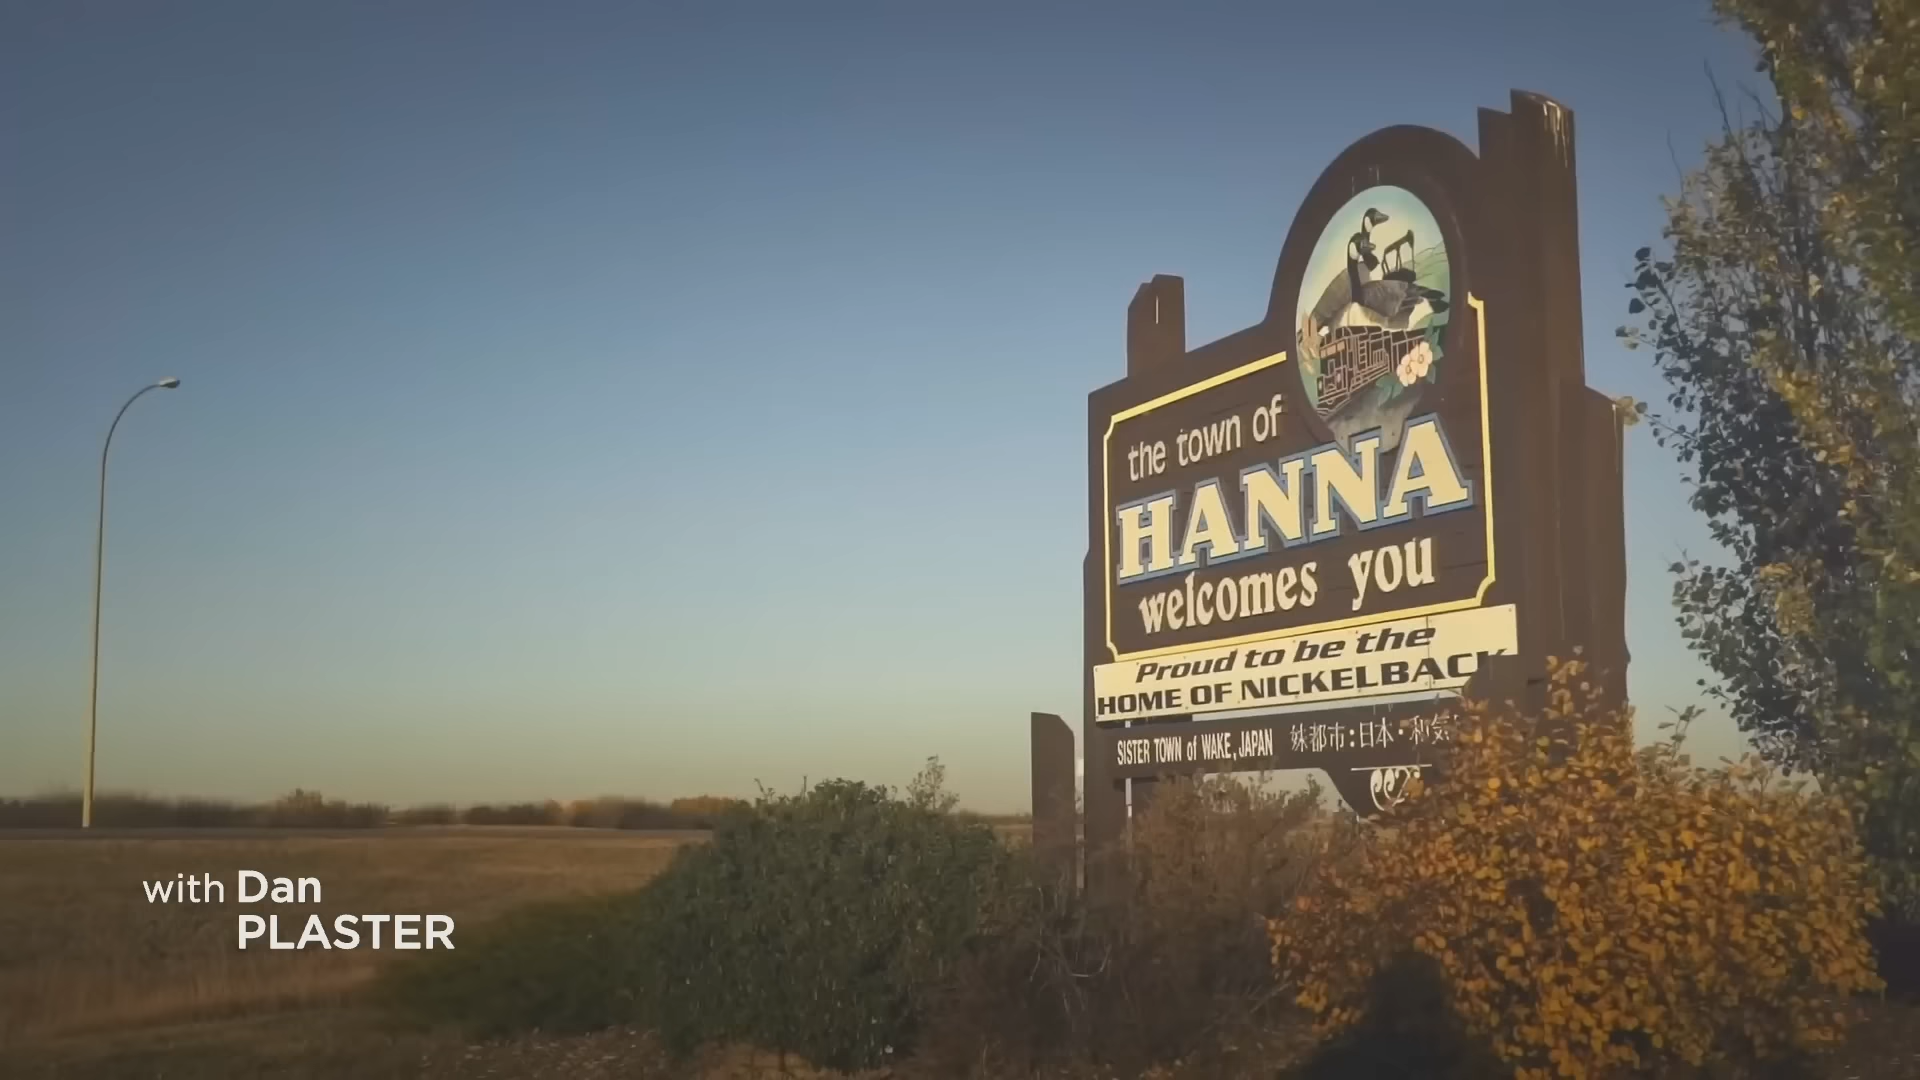 the town of
HANNA
welcomes you
Proud to be the
HOME OF NICKELBACK
SISTER TOWN of WAKE, JAPAN 姉都市:日本・和気
with Dan
PLASTER